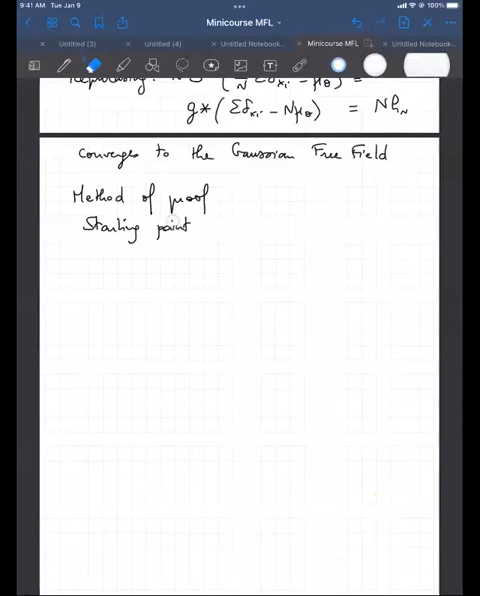 9:41 AM Tue Jan 9
100%
Minicourse MFL
Untitled (3)
Untitled (4)
Untitled Notebook...
Minicourse MFL
Untitled Notebook...
g*(Σδxi − Nμθ) = NhN
converges to the Gaussian Free Field
Method of proof
Starting point